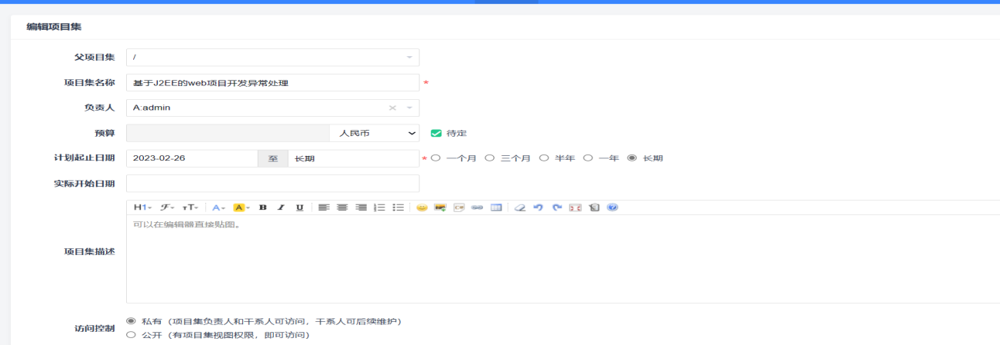 编辑项目集
父项目集 /
项目集名称 基于J2EE的web项目开发异常处理 *
负责人 A:admin
预算 人民币 待定
计划起止日期 2023-02-26 至 长期 * 一个月 三个月 半年 一年 长期
实际开始日期
H1 F TT A A B I U
可以在编辑器直接贴图。
项目集描述
访问控制
私有（项目集负责人和干系人可访问，干系人可后续维护）
公开（有项目集视图权限，即可访问）